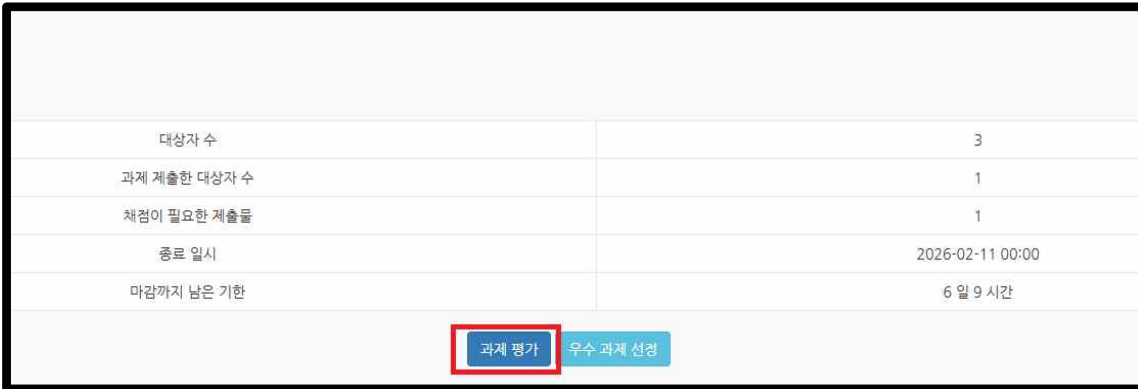 대상자 수 3
과제 제출한 대상자 수 1
채점이 필요한 제출물 1
종료 일시 2026-02-11 00:00
마감까지 남은 기한 6 일 9 시간
과제 평가 우수 과제 선정